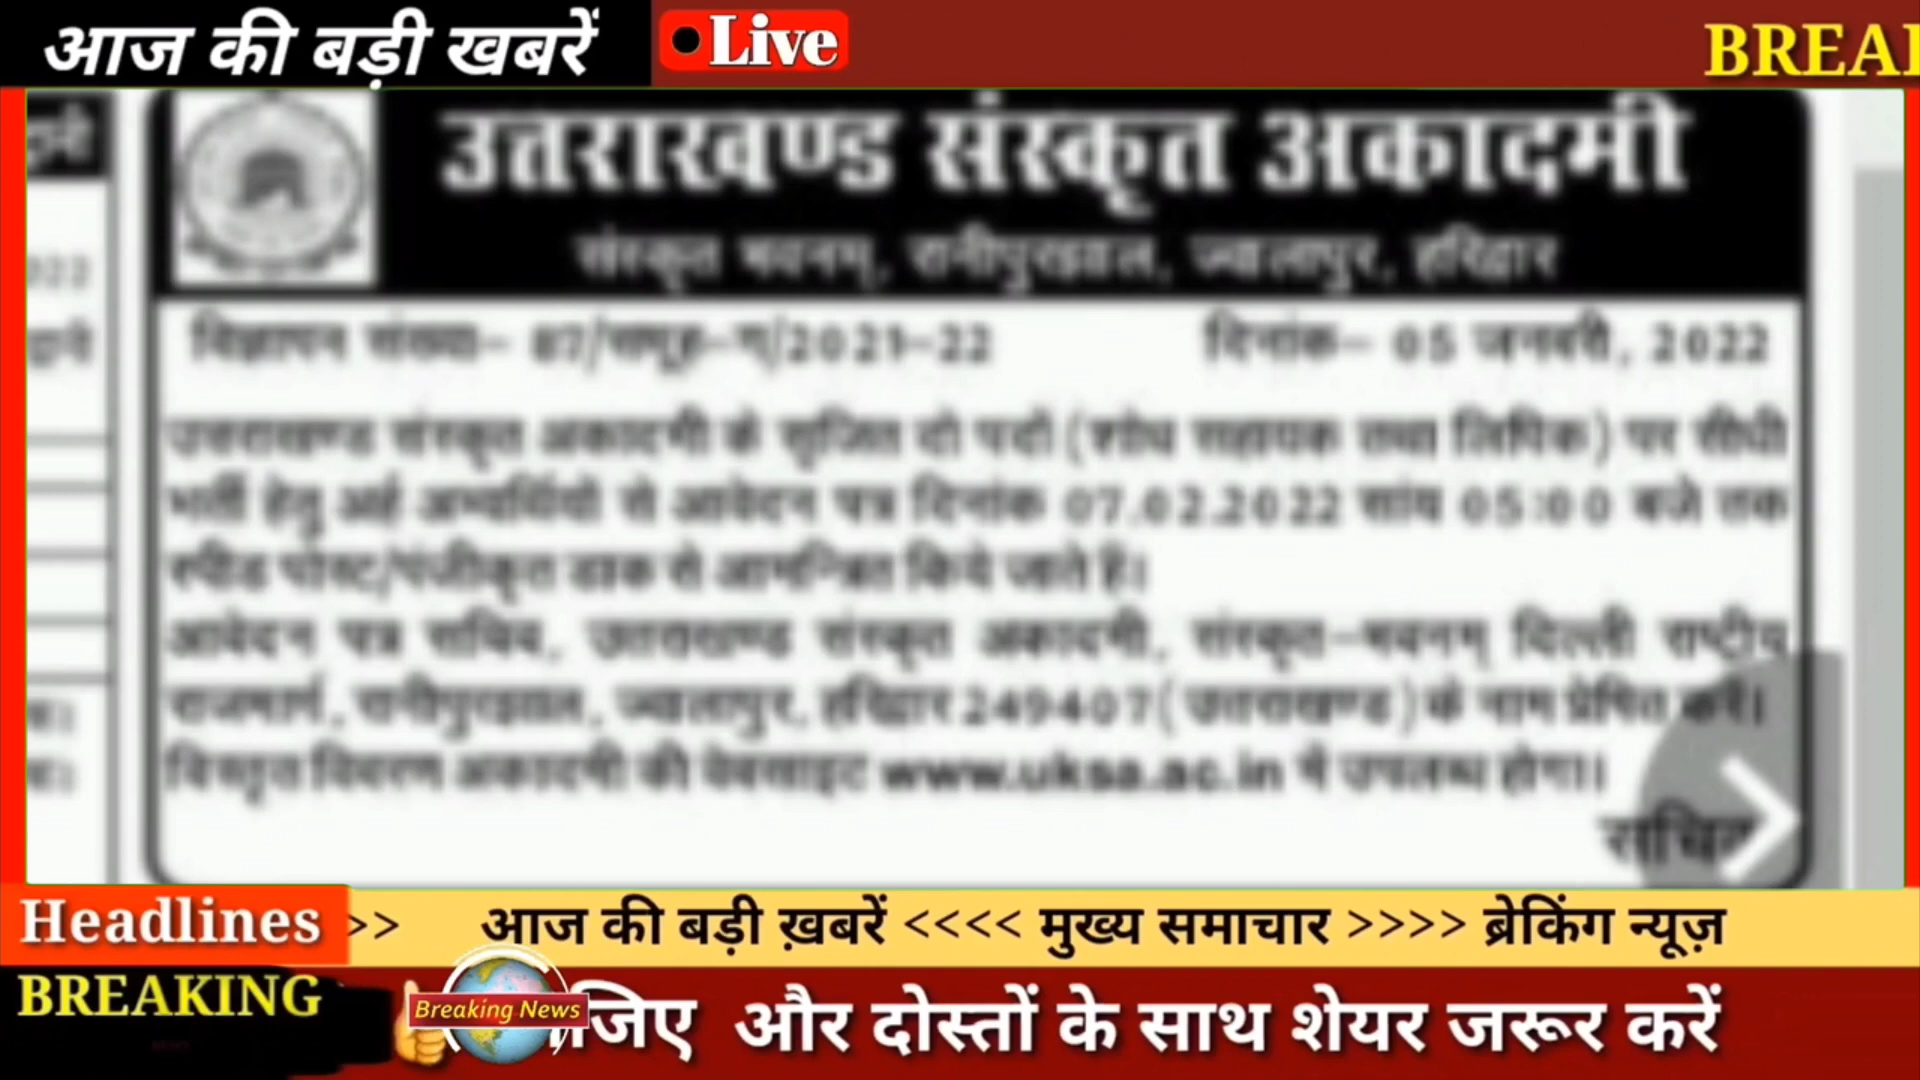 आज की बड़ी खबरें
Live
BREA
उत्तराखण्ड संस्कृत अकादमी
संस्कृत भवनम्, रानीपुरझाल, ज्वालापुर, हरिद्वार
विज्ञापन संख्या– 87/समूह–ग/2021–22
दिनांक– 05 जनवरी, 2022
उत्तराखण्ड संस्कृत अकादमी के सृजित दो पदों (शोध सहायक तथा लिपिक) पर सीधी
भर्ती हेतु अर्ह अभ्यर्थियों से आवेदन पत्र दिनांक 07.02.2022 सांय 05:00 बजे तक
स्पीड पोस्ट/पंजीकृत डाक से आमन्त्रित किये जाते हैं।
आवेदन पत्र सचिव, उत्तराखण्ड संस्कृत अकादमी, संस्कृत–भवनम् दिल्ली राष्ट्रीय
राजमार्ग, रानीपुरझाल, ज्वालापुर, हरिद्वार 249407(उत्तराखण्ड) के नाम प्रेषित करें।
विस्तृत विवरण अकादमी की वेबसाइट www.uksa.ac.in में उपलब्ध होगा।
सचिव
Headlines >> आज की बड़ी ख़बरें <<<< मुख्य समाचार >>>> ब्रेकिंग न्यूज़
BREAKING
Breaking News
जिए और दोस्तों के साथ शेयर जरूर करें